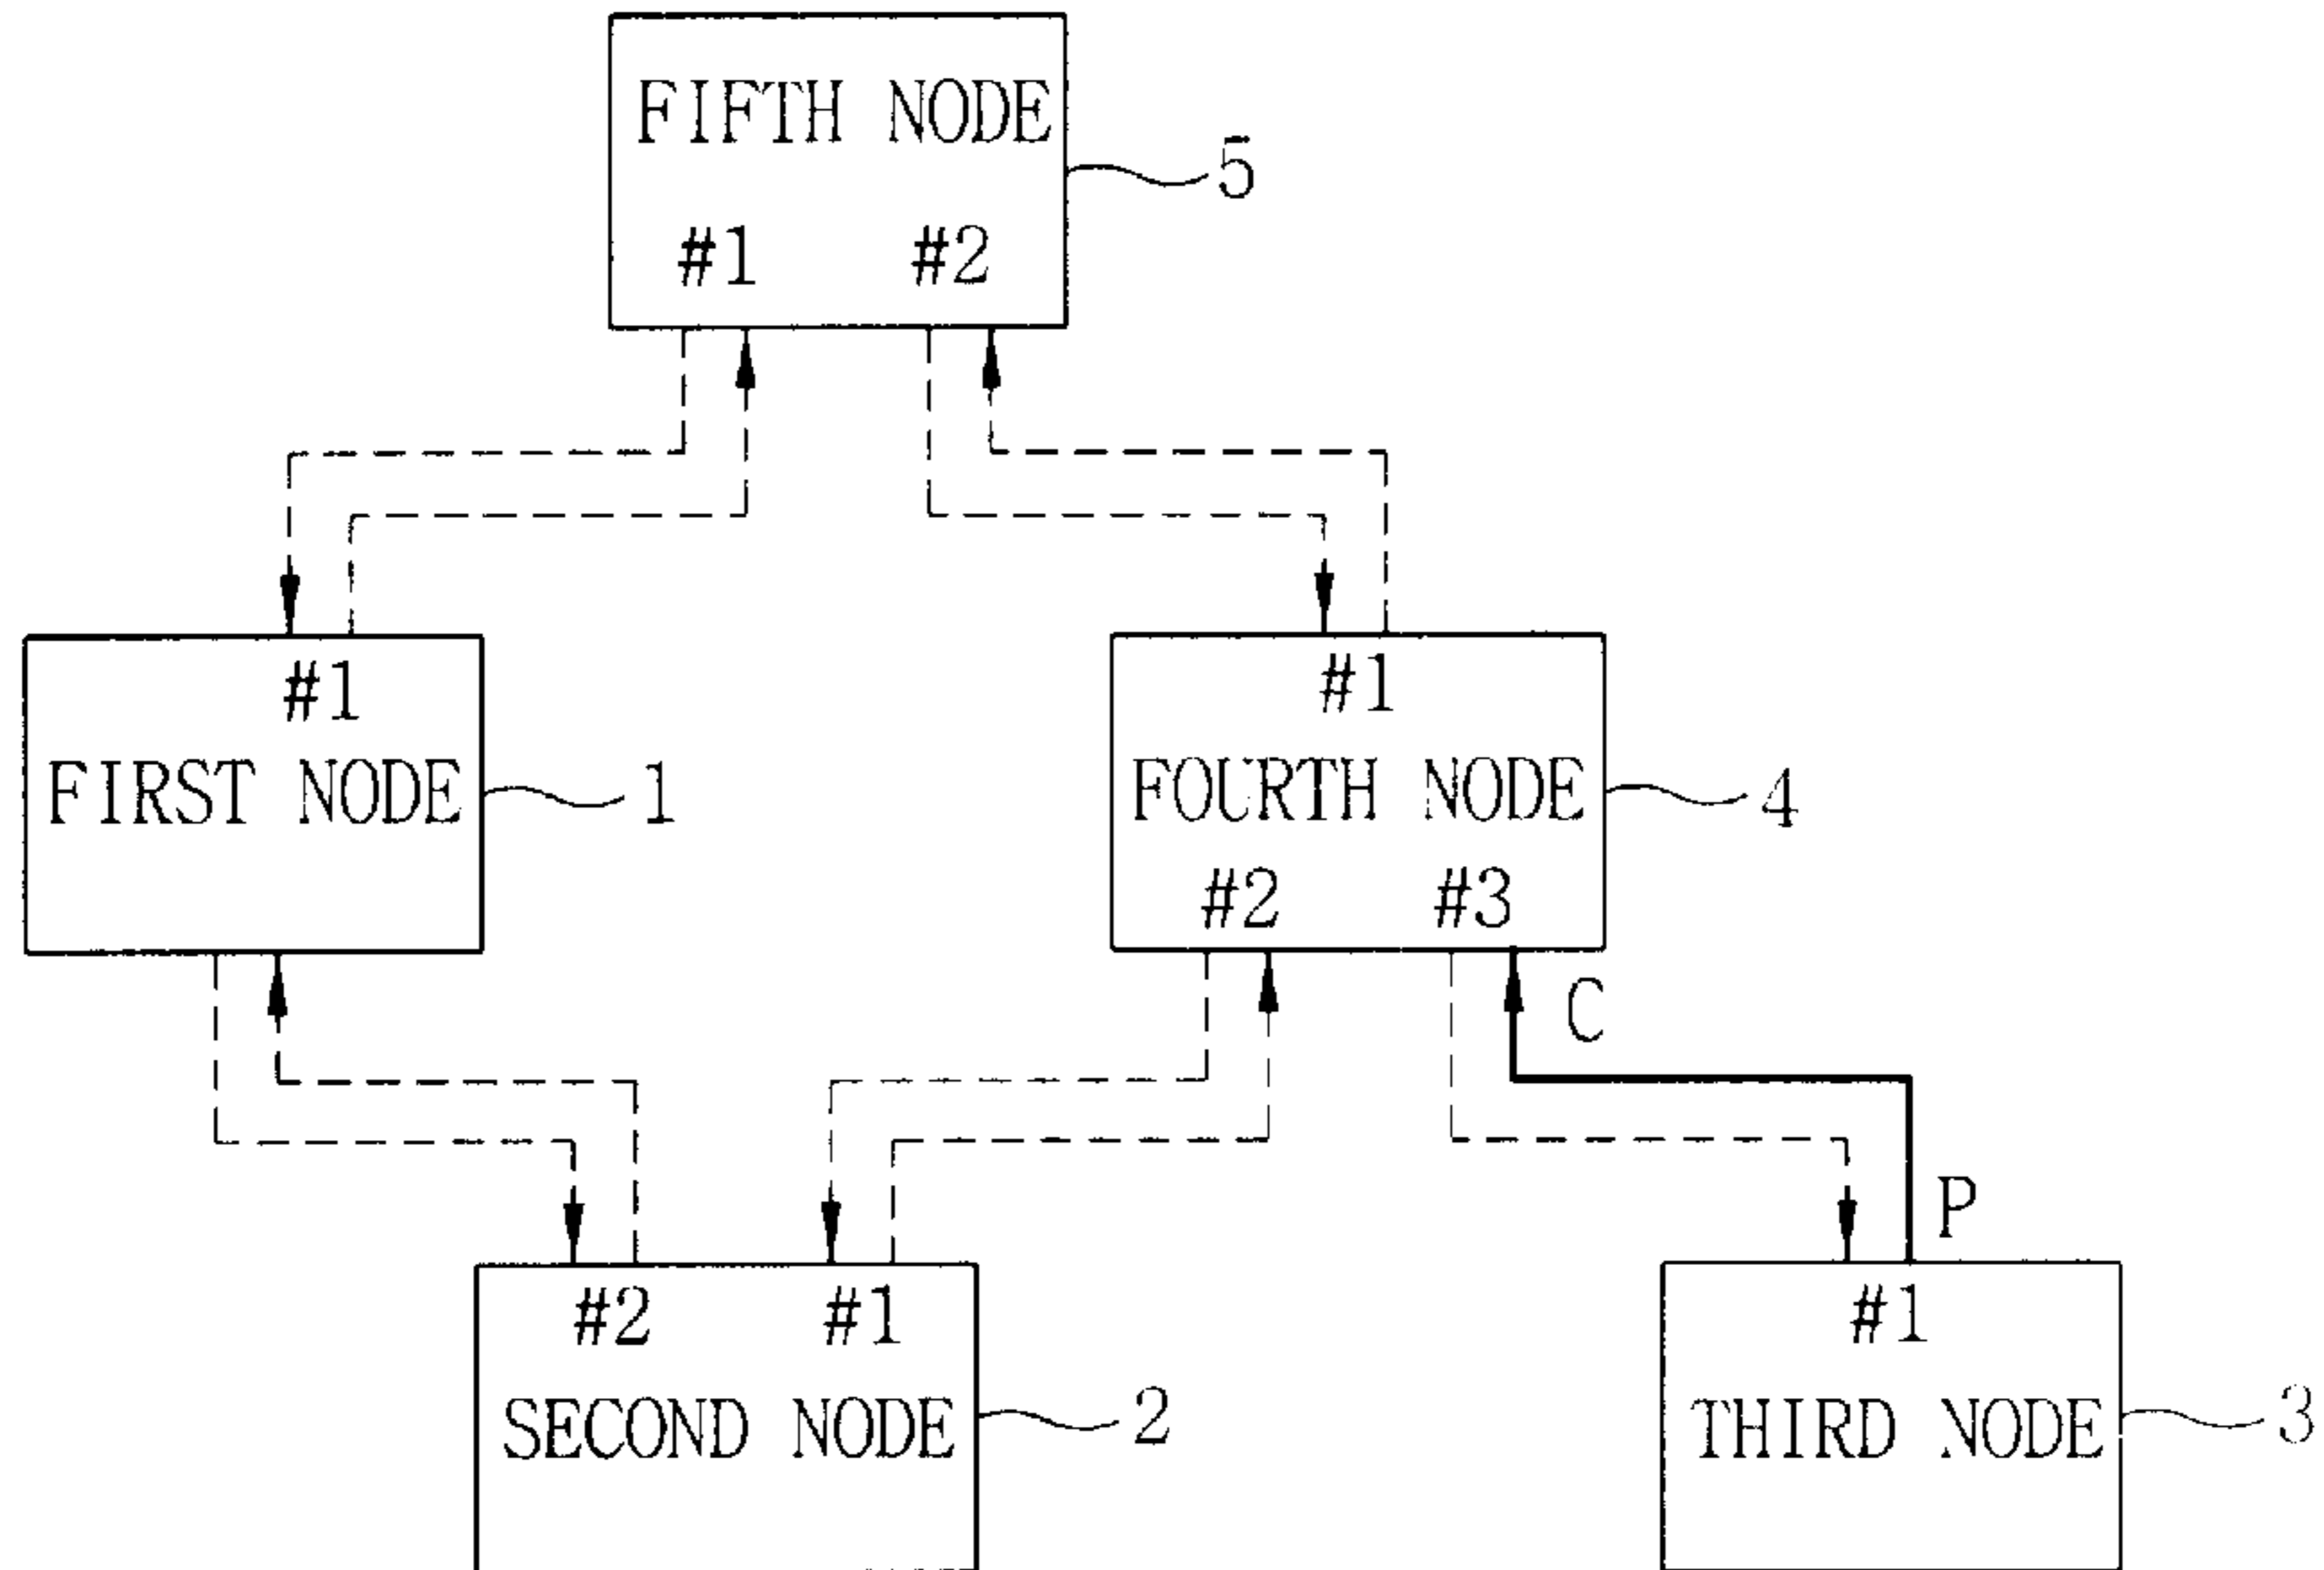 FIFTH NODE
5
#1 #2
#1
FIRST NODE
1
#1
FOURTH NODE
4
#2 #3
C
P
#2 #1
SECOND NODE
2
#1
THIRD NODE
3